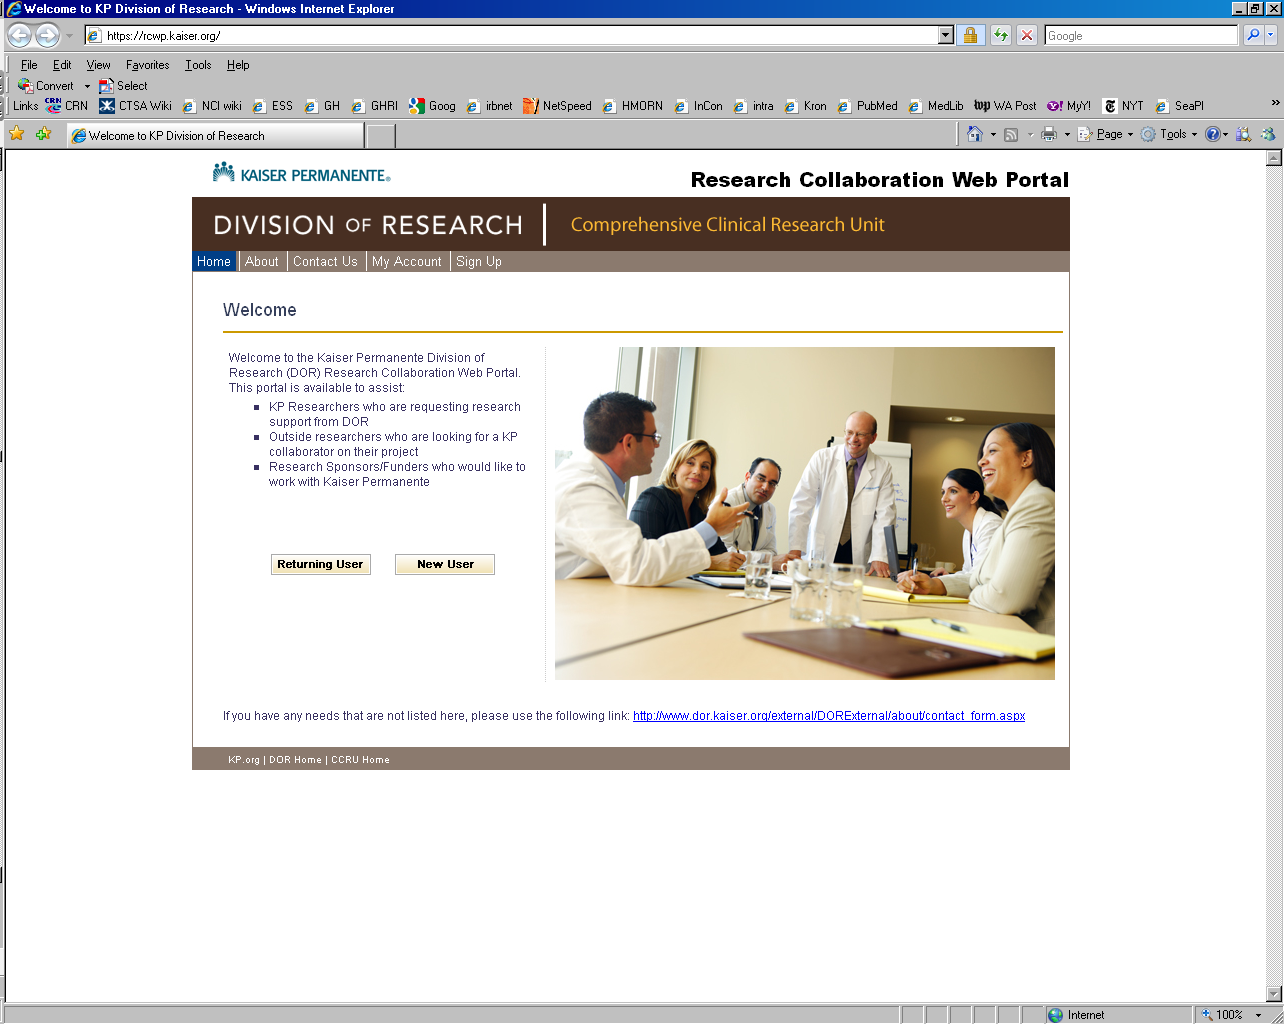 Welcome to KP Division of Research - Windows Internet Explorer
https://rcwp.kaiser.org/
Google
File Edit View Favorites Tools Help
Convert Select
Links CRN CTSA Wiki NCI wiki ESS GH GHRI Goog irbnet NetSpeed HMORN InCon intra Kron PubMed MedLib wp WA Post MyY! NYT SeaPI »
Welcome to KP Division of Research
Page Tools
KAISER PERMANENTE®
Research Collaboration Web Portal
DIVISION OF RESEARCH Comprehensive Clinical Research Unit
Home About Contact Us My Account Sign Up
Welcome
Welcome to the Kaiser Permanente Division of
Research (DOR) Research Collaboration Web Portal.
This portal is available to assist:
KP Researchers who are requesting research
support from DOR
Outside researchers who are looking for a KP
collaborator on their project
Research Sponsors/Funders who would like to
work with Kaiser Permanente
Returning User New User
If you have any needs that are not listed here, please use the following link: http://www.dor.kaiser.org/external/DORExternal/about/contact_form.aspx
KP.org | DOR Home | CCRU Home
Internet 100%